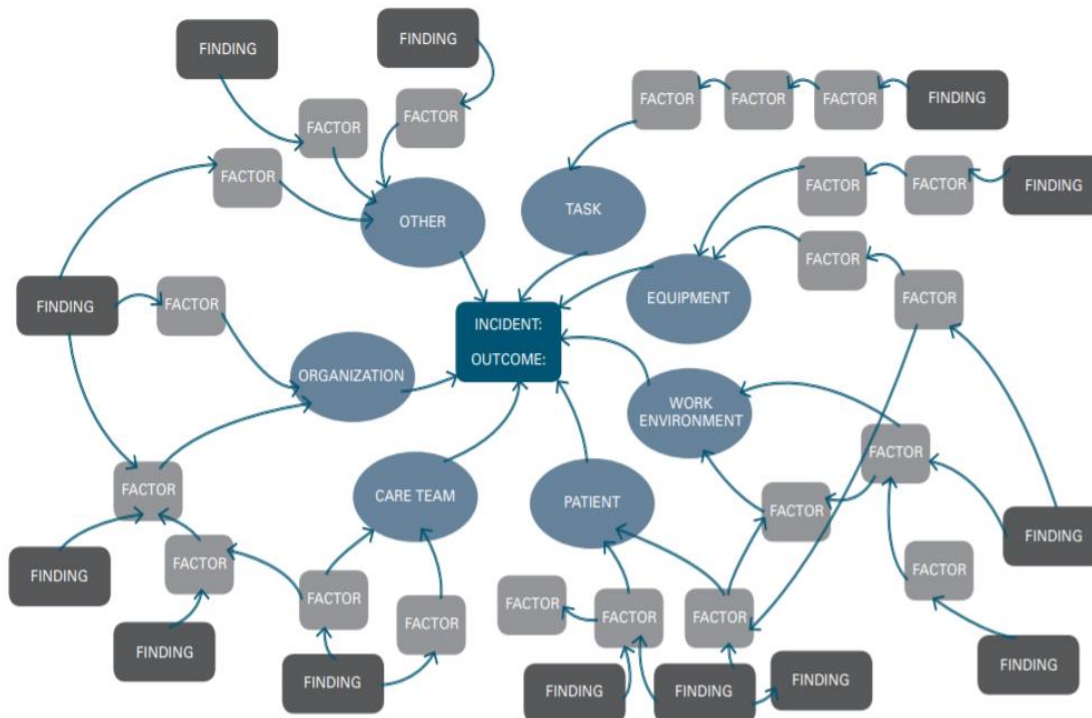 FINDING
FINDING
FACTOR
FACTOR
FACTOR
FACTOR
FACTOR
FACTOR
FINDING
FACTOR
FACTOR
FINDING
OTHER
TASK
FACTOR
FINDING
FACTOR
EQUIPMENT
FACTOR
INCIDENT:
OUTCOME:
ORGANIZATION
WORK
ENVIRONMENT
FACTOR
FACTOR
CARE TEAM
PATIENT
FACTOR
FINDING
FINDING
FACTOR
FACTOR
FACTOR
FACTOR
FACTOR
FACTOR
FACTOR
FINDING
FINDING
FINDING
FINDING
FINDING
FINDING